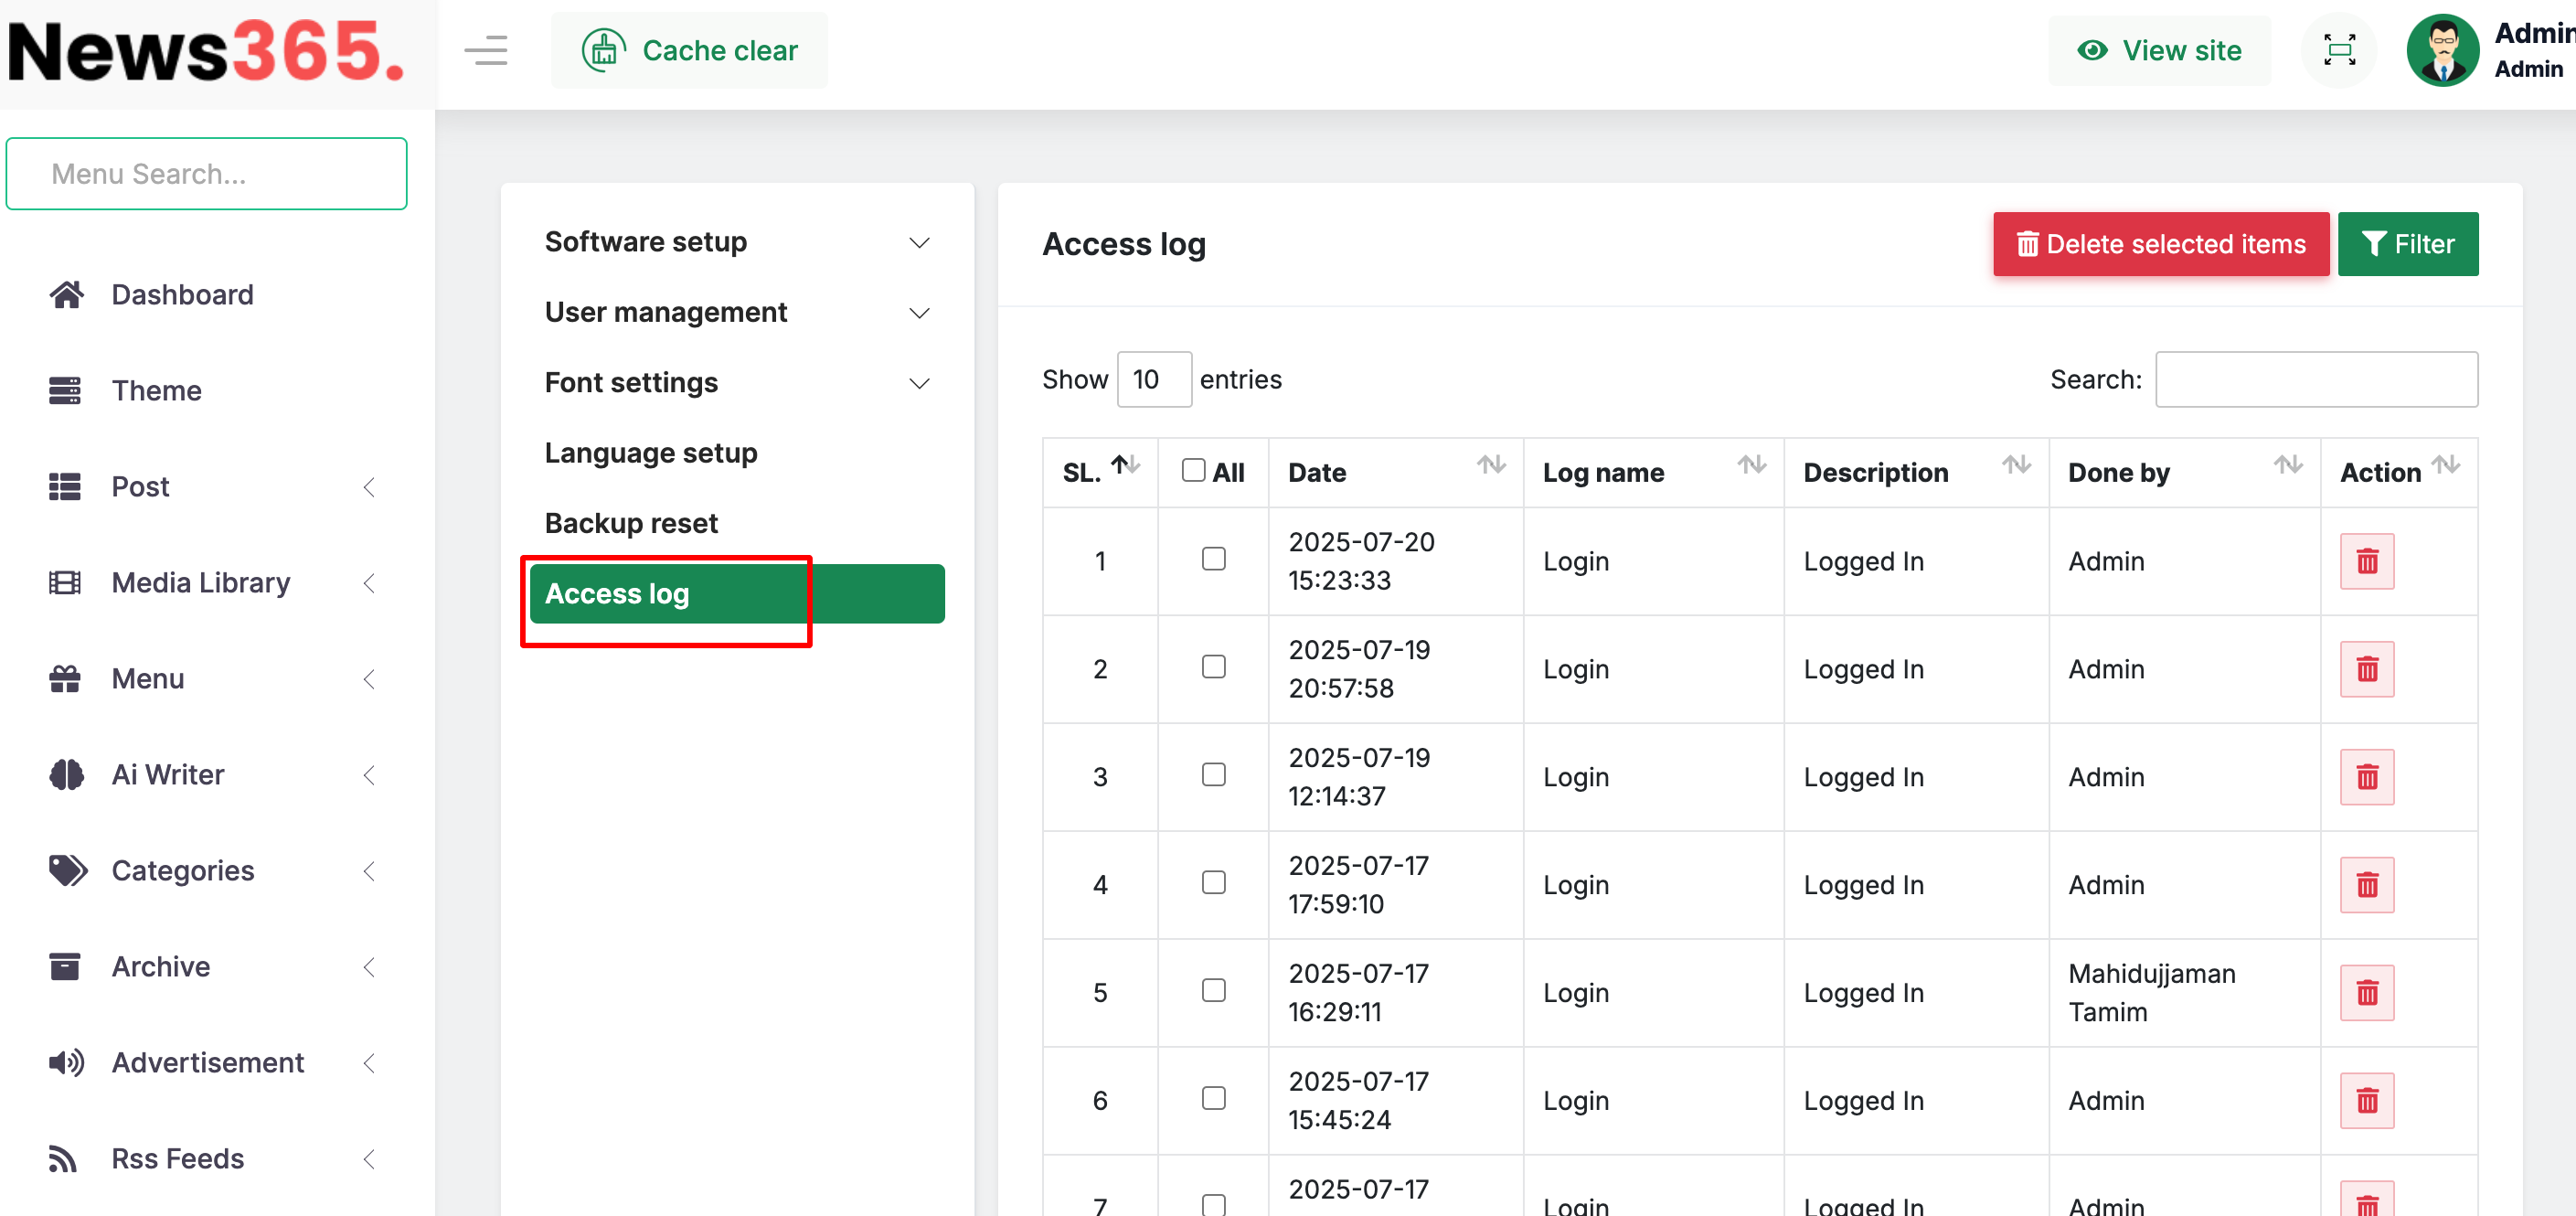 News365.
Cache clear
View site
Admin
Admin
Menu Search...
Dashboard
Theme
Post
Media Library
Menu
Ai Writer
Categories
Archive
Advertisement
Rss Feeds
Software setup
User management
Font settings
Language setup
Backup reset
Access log
Access log
Delete selected items
Filter
Show 10 entries
Search:
SL. All Date Log name Description Done by Action
1 2025-07-20 15:23:33 Login Logged In Admin
2 2025-07-19 20:57:58 Login Logged In Admin
3 2025-07-19 12:14:37 Login Logged In Admin
4 2025-07-17 17:59:10 Login Logged In Admin
5 2025-07-17 16:29:11 Login Logged In Mahidujjaman Tamim
6 2025-07-17 15:45:24 Login Logged In Admin
7 2025-07-17 Login Logged In Admin